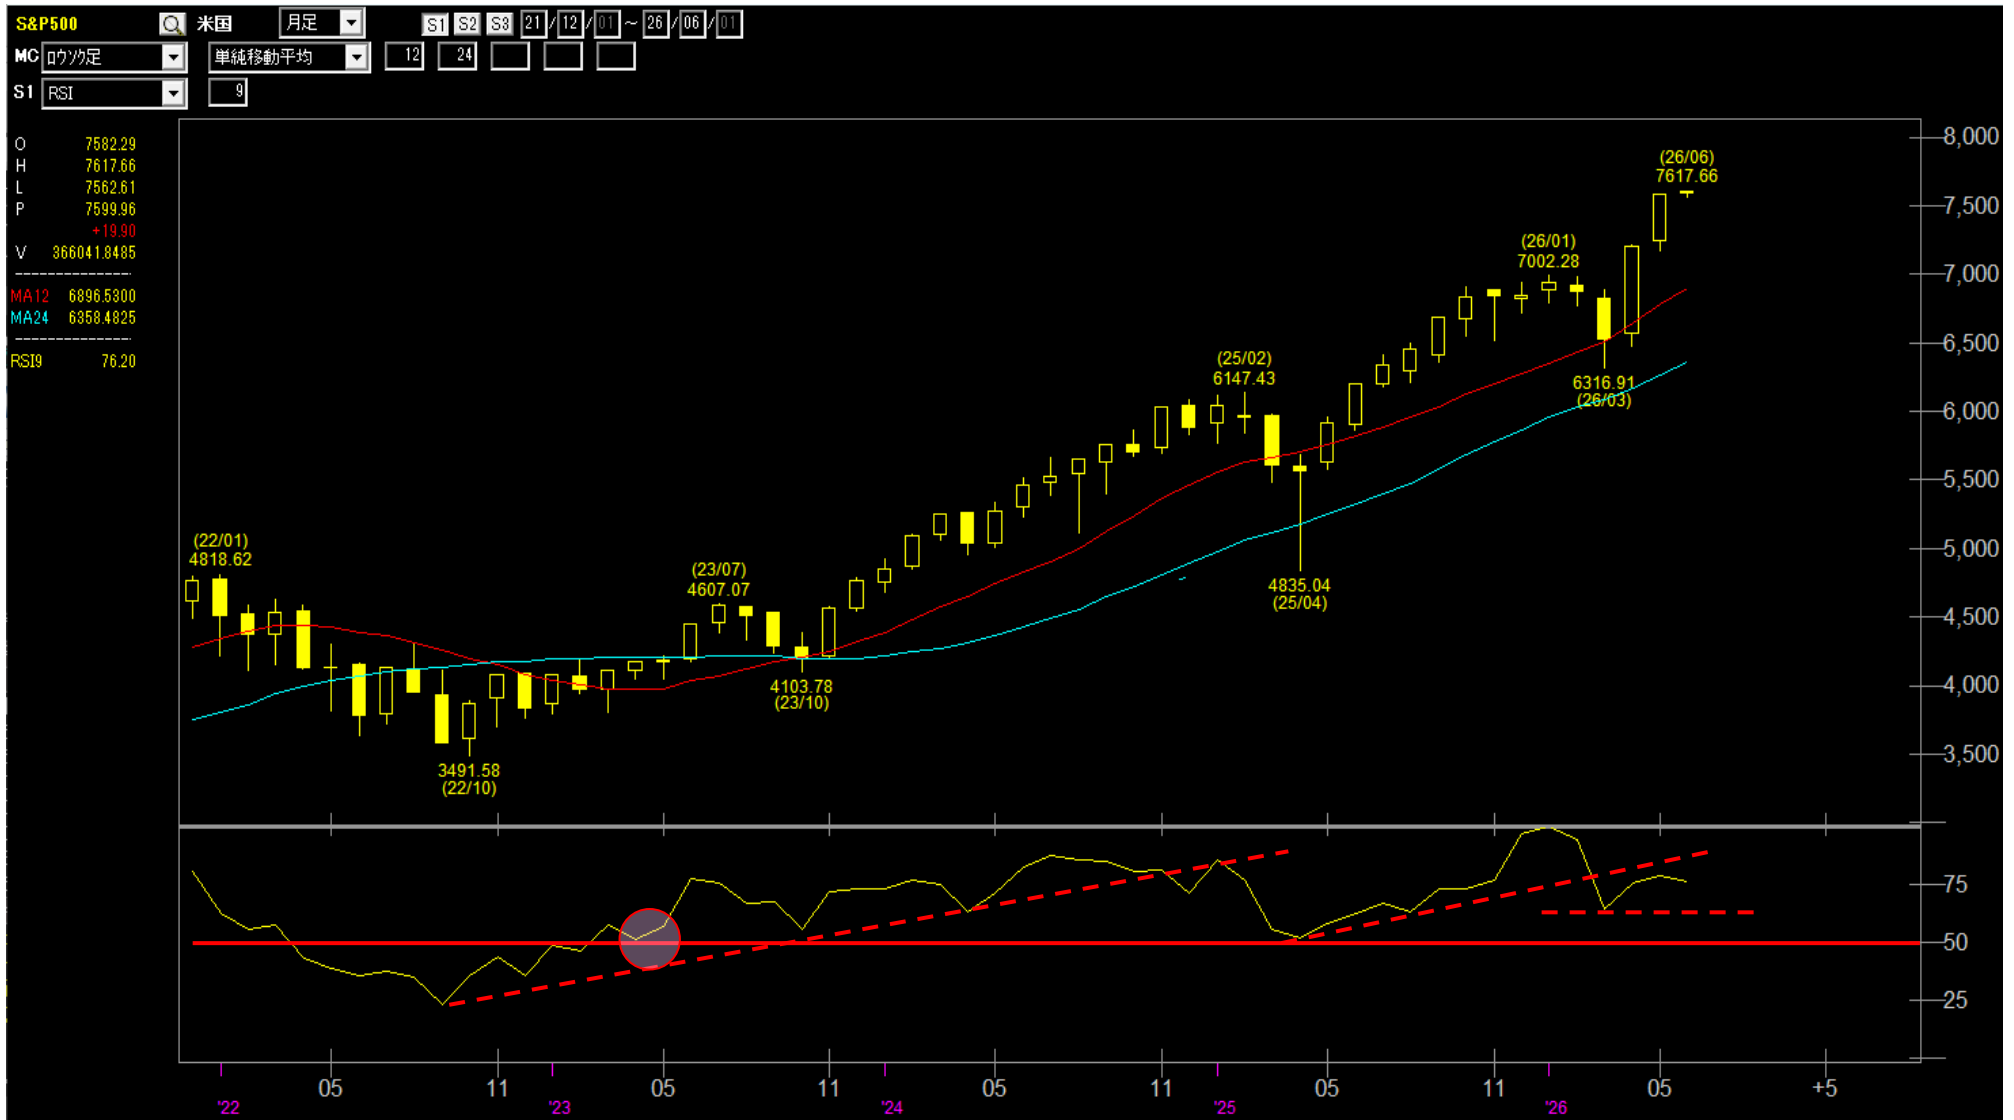 S&P500 米国 月足 S1 S2 S3 21/12/01～26/06/01
MC ロウソク足 単純移動平均 12 24
S1 RSI 9
O 7582.29
H 7617.66
L 7562.61
P 7599.96
+19.90
V 366041.8485
MA12 6896.5300
MA24 6358.4825
RSI9 76.20
(26/06)
7617.66
(26/01)
7002.28
(25/02)
6147.43
6316.91
(26/03)
(22/01)
4818.62
(23/07)
4607.07
4835.04
(25/04)
4103.78
(23/10)
3491.58
(22/10)
8,000
7,500
7,000
6,500
6,000
5,500
5,000
4,500
4,000
3,500
75
50
25
05 11 05 11 05 11 05 11 05 +5
'22 '23 '24 '25 '26